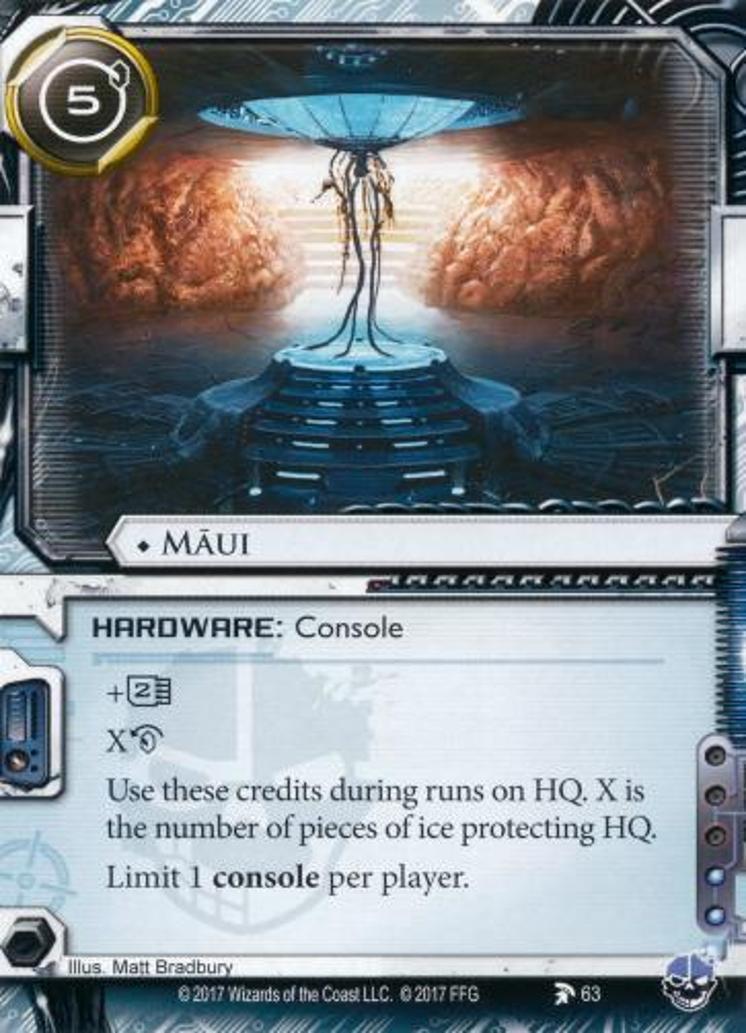 5
◆ MĀUI
HARDWARE: Console
+2
X
Use these credits during runs on HQ. X is
the number of pieces of ice protecting HQ.
Limit 1 console per player.
Illus. Matt Bradbury
© 2017 Wizards of the Coast LLC. © 2017 FFG 63